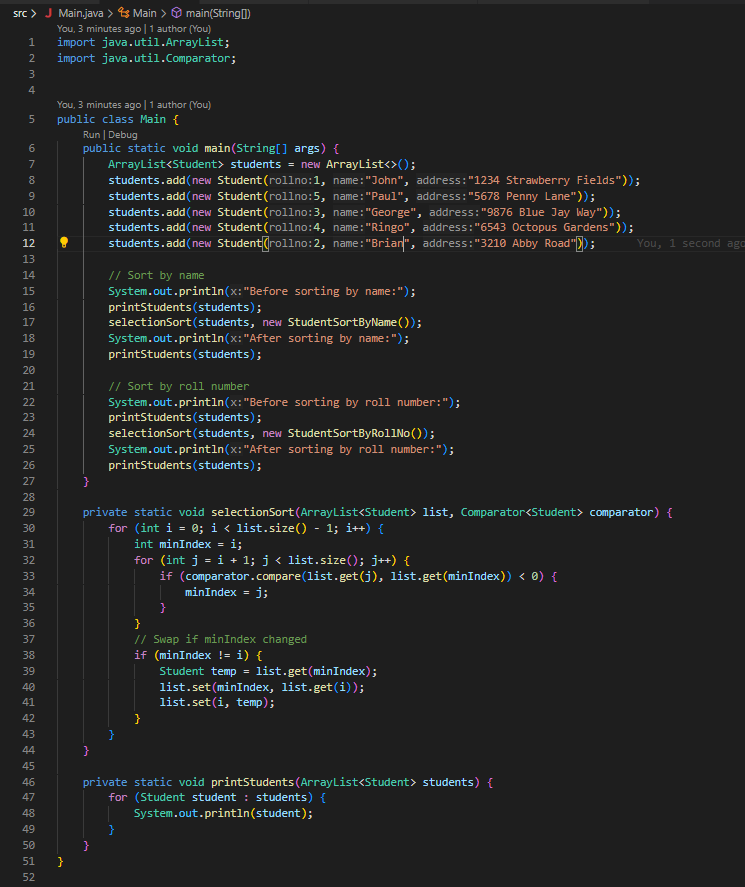 src > J Main.java > Main > main(String[])
You, 3 minutes ago | 1 author (You)
1 import java.util.ArrayList;
2 import java.util.Comparator;
3
4
You, 3 minutes ago | 1 author (You)
5 public class Main {
Run | Debug
6 public static void main(String[] args) {
7 ArrayList<Student> students = new ArrayList<>();
8 students.add(new Student(rollno:1, name:"John", address:"1234 Strawberry Fields"));
9 students.add(new Student(rollno:5, name:"Paul", address:"5678 Penny Lane"));
10 students.add(new Student(rollno:3, name:"George", address:"9876 Blue Jay Way"));
11 students.add(new Student(rollno:4, name:"Ringo", address:"6543 Octopus Gardens"));
12 students.add(new Student(rollno:2, name:"Brian", address:"3210 Abby Road")); You, 1 second ago
13
14 // Sort by name
15 System.out.println(x:"Before sorting by name:");
16 printStudents(students);
17 selectionSort(students, new StudentSortByName());
18 System.out.println(x:"After sorting by name:");
19 printStudents(students);
20
21 // Sort by roll number
22 System.out.println(x:"Before sorting by roll number:");
23 printStudents(students);
24 selectionSort(students, new StudentSortByRollNo());
25 System.out.println(x:"After sorting by roll number:");
26 printStudents(students);
27 }
28
29 private static void selectionSort(ArrayList<Student> list, Comparator<Student> comparator) {
30 for (int i = 0; i < list.size() - 1; i++) {
31 int minIndex = i;
32 for (int j = i + 1; j < list.size(); j++) {
33 if (comparator.compare(list.get(j), list.get(minIndex)) < 0) {
34 minIndex = j;
35 }
36 }
37 // Swap if minIndex changed
38 if (minIndex != i) {
39 Student temp = list.get(minIndex);
40 list.set(minIndex, list.get(i));
41 list.set(i, temp);
42 }
43 }
44 }
45
46 private static void printStudents(ArrayList<Student> students) {
47 for (Student student : students) {
48 System.out.println(student);
49 }
50 }
51 }
52